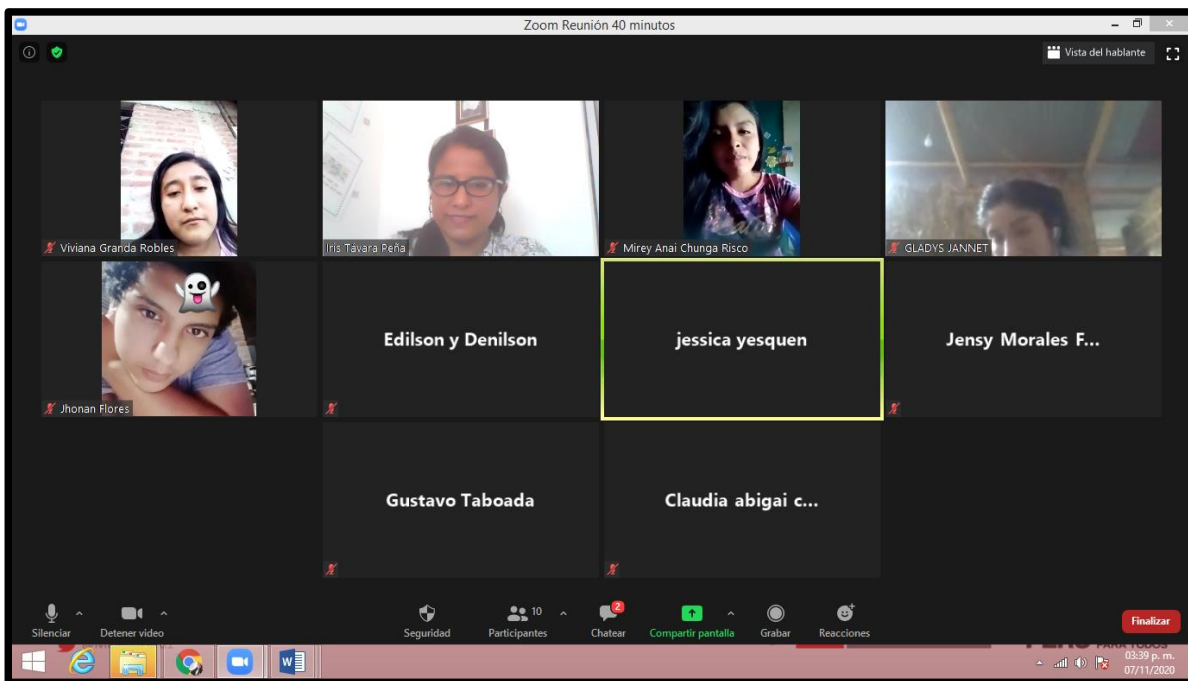 Zoom Reunión 40 minutos
Vista del hablante
Viviana Granda Robles
Iris Távara Peña
Mirey Anai Chunga Risco
GLADYS JANNET
Jhonan Flores
Edilson y Denilson
jessica yesquen
Jensy Morales F...
Gustavo Taboada
Claudia abigai c...
Silenciar
Detener video
Seguridad
10
Participantes
2
Chatear
Compartir pantalla
Grabar
Reacciones
Finalizar
PARA TODOS
03:39 p. m.
07/11/2020